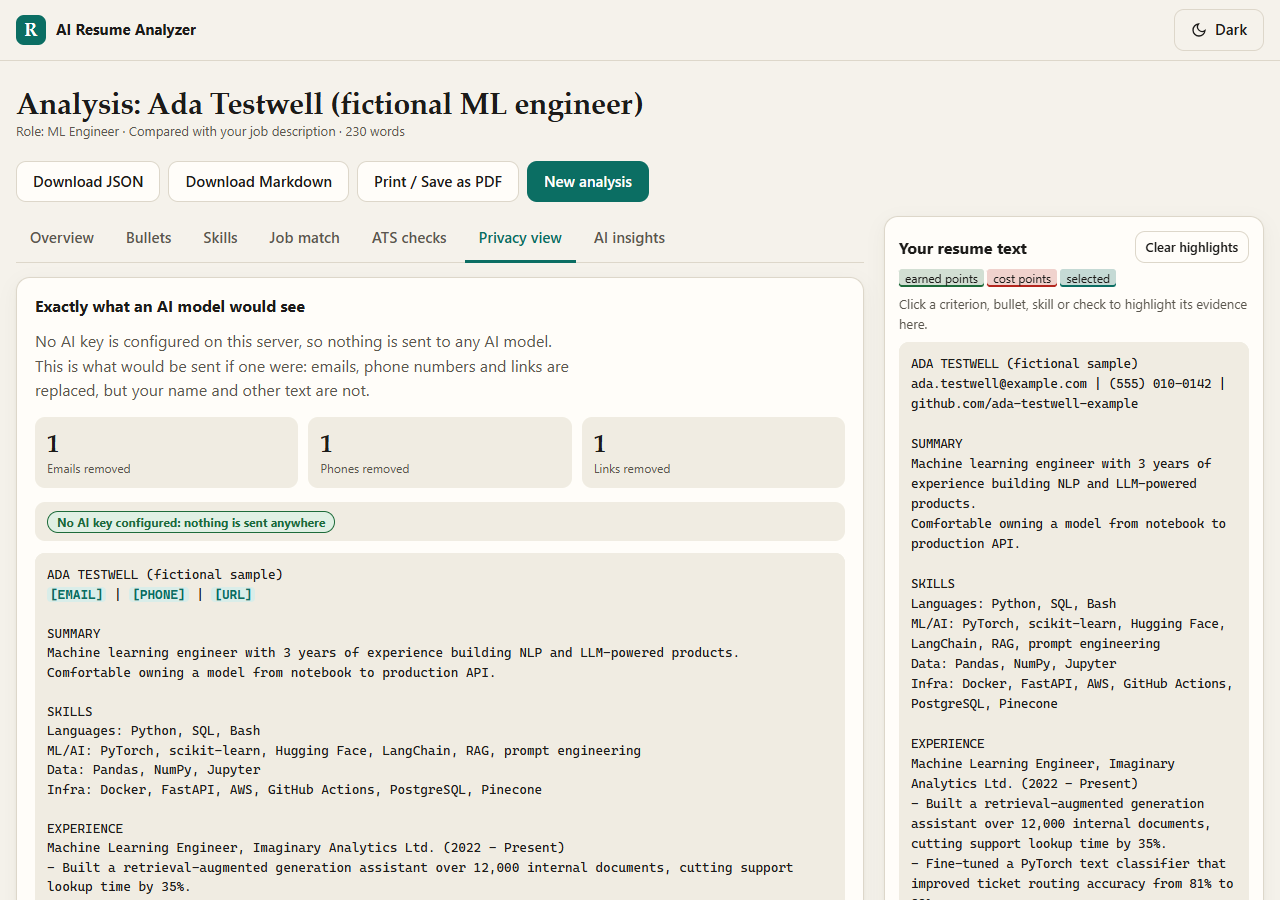 R AI Resume Analyzer
Dark
Analysis: Ada Testwell (fictional ML engineer)
Role: ML Engineer · Compared with your job description · 230 words
Download JSON
Download Markdown
Print / Save as PDF
New analysis
Overview
Bullets
Skills
Job match
ATS checks
Privacy view
AI insights
Exactly what an AI model would see
No AI key is configured on this server, so nothing is sent to any AI model.
This is what would be sent if one were: emails, phone numbers and links are
replaced, but your name and other text are not.
1
Emails removed
1
Phones removed
1
Links removed
No AI key configured: nothing is sent anywhere
ADA TESTWELL (fictional sample)
[EMAIL] | [PHONE] | [URL]
SUMMARY
Machine learning engineer with 3 years of experience building NLP and LLM-powered products.
Comfortable owning a model from notebook to production API.
SKILLS
Languages: Python, SQL, Bash
ML/AI: PyTorch, scikit-learn, Hugging Face, LangChain, RAG, prompt engineering
Data: Pandas, NumPy, Jupyter
Infra: Docker, FastAPI, AWS, GitHub Actions, PostgreSQL, Pinecone
EXPERIENCE
Machine Learning Engineer, Imaginary Analytics Ltd. (2022 - Present)
- Built a retrieval-augmented generation assistant over 12,000 internal documents, cutting support
lookup time by 35%.
Your resume text
Clear highlights
earned points
cost points
selected
Click a criterion, bullet, skill or check to highlight its evidence
here.
ADA TESTWELL (fictional sample)
ada.testwell@example.com | (555) 010-0142 |
github.com/ada-testwell-example
SUMMARY
Machine learning engineer with 3 years of
experience building NLP and LLM-powered
products.
Comfortable owning a model from notebook to
production API.
SKILLS
Languages: Python, SQL, Bash
ML/AI: PyTorch, scikit-learn, Hugging Face,
LangChain, RAG, prompt engineering
Data: Pandas, NumPy, Jupyter
Infra: Docker, FastAPI, AWS, GitHub Actions,
PostgreSQL, Pinecone
EXPERIENCE
Machine Learning Engineer, Imaginary
Analytics Ltd. (2022 - Present)
- Built a retrieval-augmented generation
assistant over 12,000 internal documents,
cutting support lookup time by 35%.
- Fine-tuned a PyTorch text classifier that
improved ticket routing accuracy from 81% to